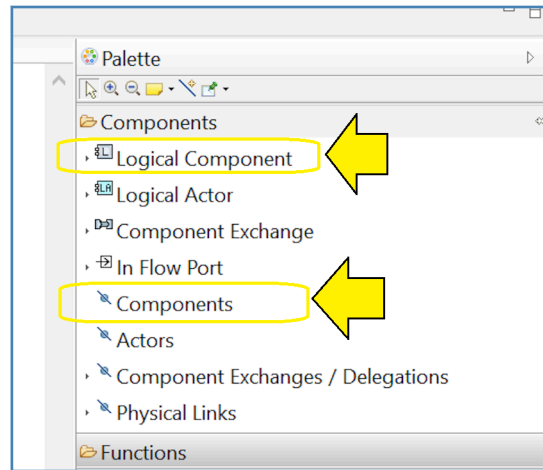 Palette
Components
L
Logical Component
LA
Logical Actor
Component Exchange
In Flow Port
Components
Actors
Component Exchanges / Delegations
Physical Links
Functions